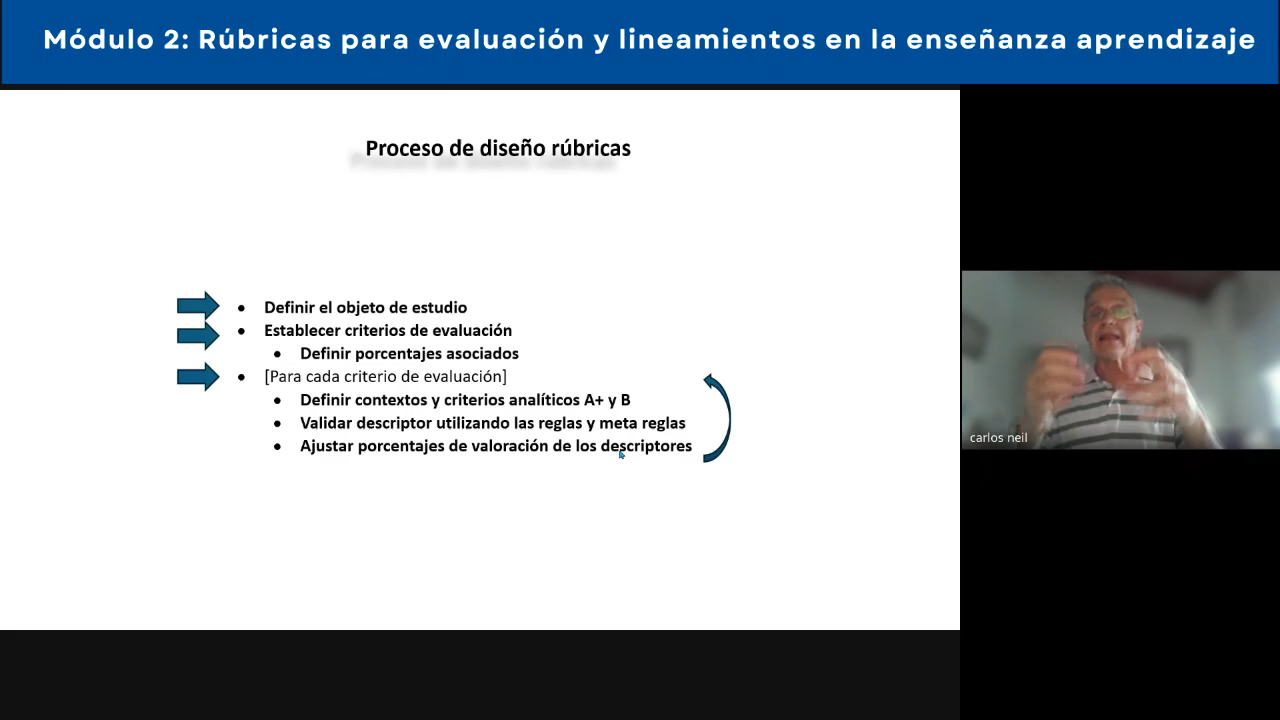 Módulo 2: Rúbricas para evaluación y lineamientos en la enseñanza aprendizaje
Proceso de diseño rúbricas
• Definir el objeto de estudio
• Establecer criterios de evaluación
• Definir porcentajes asociados
• [Para cada criterio de evaluación]
• Definir contextos y criterios analíticos A+ y B
• Validar descriptor utilizando las reglas y meta reglas
• Ajustar porcentajes de valoración de los descriptores
carlos neil